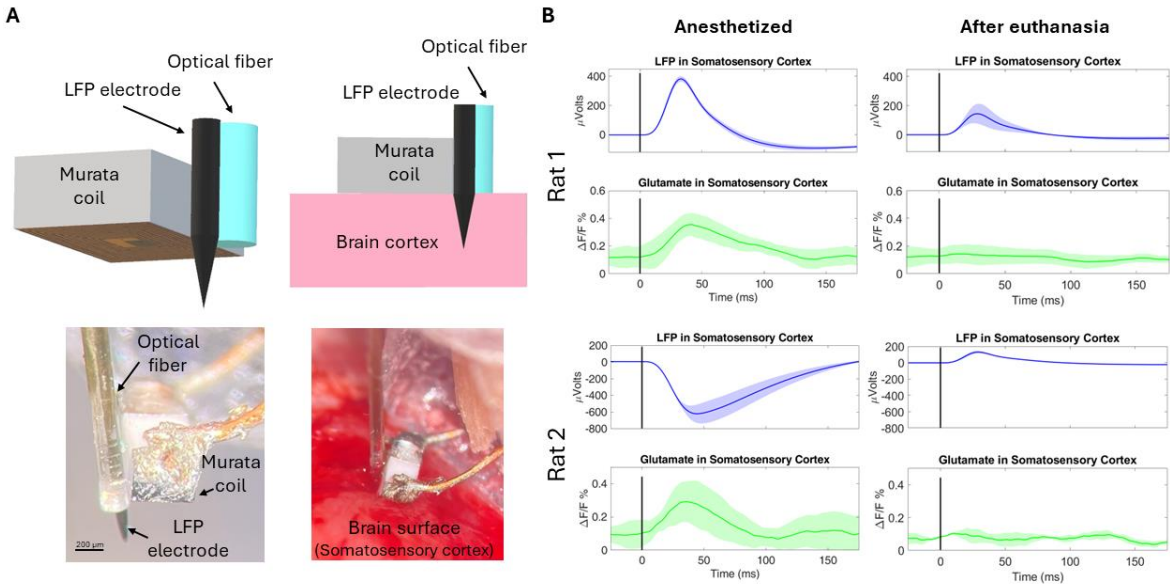 A
Optical fiber
LFP electrode
Murata
coil
Optical fiber
LFP electrode
Murata
coil
Brain cortex
Optical
fiber
Murata
coil
LFP
electrode
200 μm
Brain surface
(Somatosensory cortex)
B
Anesthetized
After euthanasia
Rat 1
LFP in Somatosensory Cortex
μVolts
400
200
0
LFP in Somatosensory Cortex
μVolts
400
200
0
Glutamate in Somatosensory Cortex
ΔF/F %
0.6
0.4
0.2
0
0 50 100 150
Time (ms)
Glutamate in Somatosensory Cortex
ΔF/F %
0.6
0.4
0.2
0
0 50 100 150
Time (ms)
Rat 2
LFP in Somatosensory Cortex
μVolts
200
0
-200
-400
-600
-800
LFP in Somatosensory Cortex
μVolts
200
0
-200
-400
-600
-800
Glutamate in Somatosensory Cortex
ΔF/F %
0.4
0.2
0
0 50 100 150
Time (ms)
Glutamate in Somatosensory Cortex
ΔF/F %
0.4
0.2
0
0 50 100 150
Time (ms)